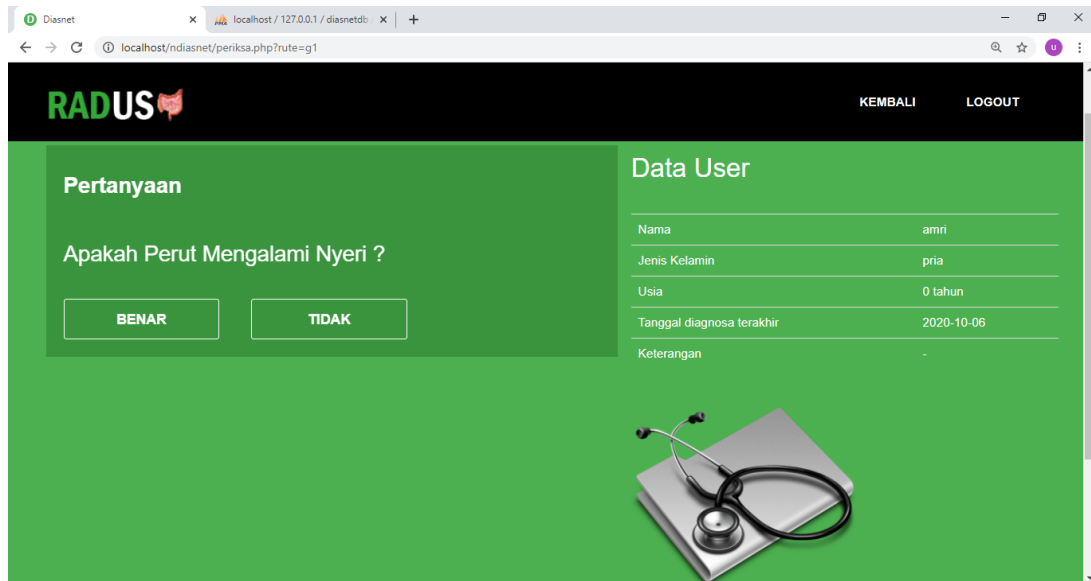 Diasnet
localhost / 127.0.0.1 / diasnetdb
localhost/ndiasnet/periksa.php?rute=g1
RADUS
KEMBALI LOGOUT
Pertanyaan
Apakah Perut Mengalami Nyeri ?
BENAR TIDAK
Data User
Nama amri
Jenis Kelamin pria
Usia 0 tahun
Tanggal diagnosa terakhir 2020-10-06
Keterangan -